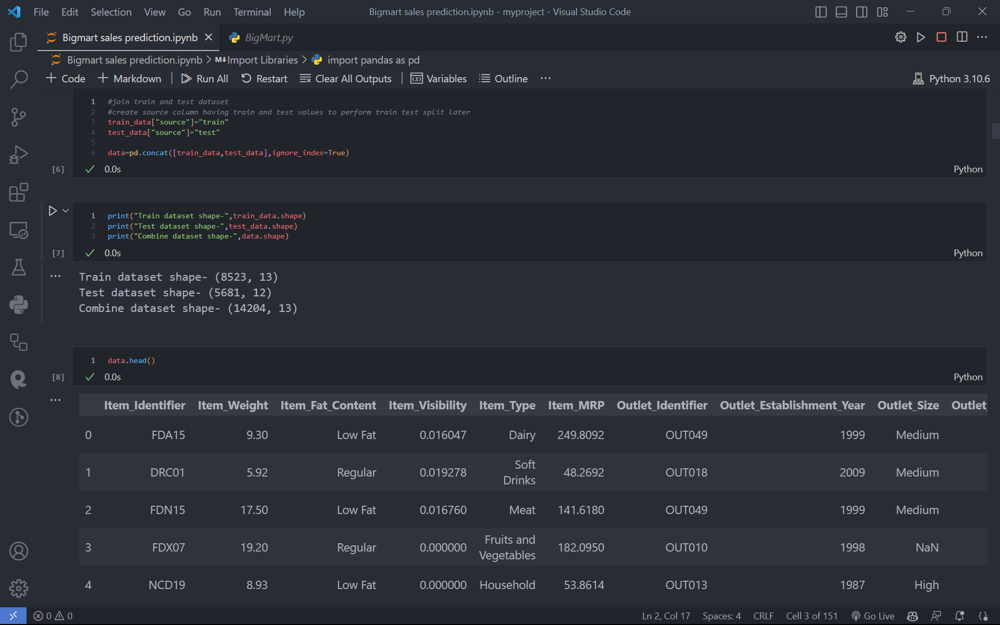 File Edit Selection View Go Run Terminal Help Bigmart sales prediction.ipynb - myproject - Visual Studio Code
Bigmart sales prediction.ipynb BigMart.py
Bigmart sales prediction.ipynb > M↓Import Libraries > import pandas as pd
Code Markdown Run All Restart Clear All Outputs Variables Outline ... Python 3.10.6
1 #join train and test dataset
2 #create source column having train and test values to perform train test split later
3 train_data["source"]="train"
4 test_data["source"]="test"
5
6 data=pd.concat([train_data,test_data],ignore_index=True)
[6] 0.0s Python
1 print("Train dataset shape-",train_data.shape)
2 print("Test dataset shape-",test_data.shape)
3 print("Combine dataset shape-",data.shape)
[7] 0.0s Python
Train dataset shape- (8523, 13)
Test dataset shape- (5681, 12)
Combine dataset shape- (14204, 13)
1 data.head()
[8] 0.0s Python
Item_Identifier Item_Weight Item_Fat_Content Item_Visibility Item_Type Item_MRP Outlet_Identifier Outlet_Establishment_Year Outlet_Size Outlet_
0 FDA15 9.30 Low Fat 0.016047 Dairy 249.8092 OUT049 1999 Medium
1 DRC01 5.92 Regular 0.019278 Soft Drinks 48.2692 OUT018 2009 Medium
2 FDN15 17.50 Low Fat 0.016760 Meat 141.6180 OUT049 1999 Medium
3 FDX07 19.20 Regular 0.000000 Fruits and Vegetables 182.0950 OUT010 1998 NaN
4 NCD19 8.93 Low Fat 0.000000 Household 53.8614 OUT013 1987 High
0 0 Ln 2, Col 17 Spaces: 4 CRLF Cell 3 of 151 Go Live